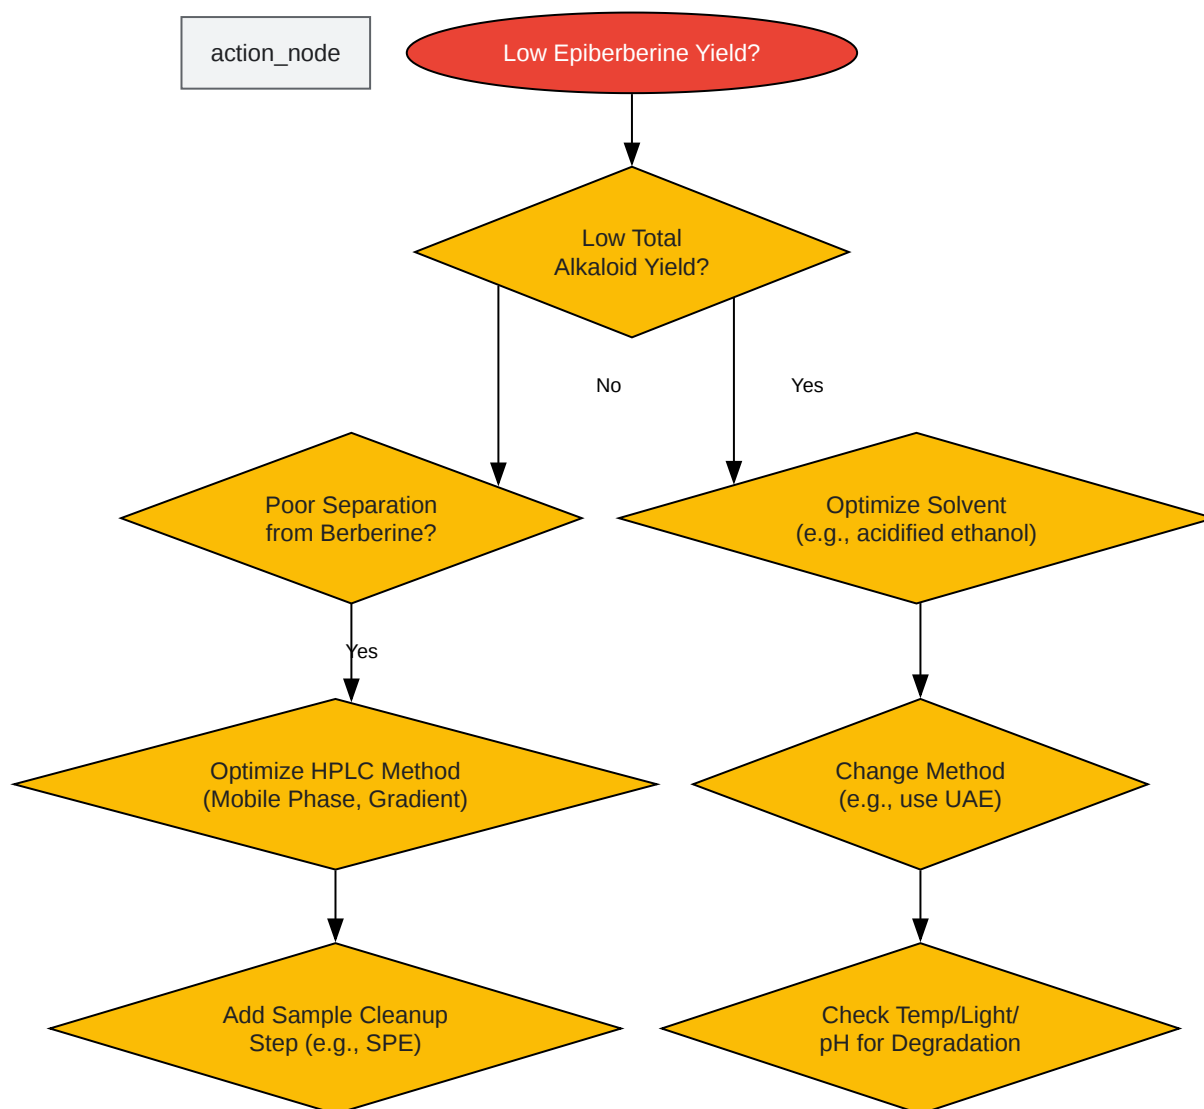 action_node
Low Epiberberine Yield?
Low Total
Alkaloid Yield?
No
Yes
Poor Separation
from Berberine?
Optimize Solvent
(e.g., acidified ethanol)
Yes
Optimize HPLC Method
(Mobile Phase, Gradient)
Change Method
(e.g., use UAE)
Add Sample Cleanup
Step (e.g., SPE)
Check Temp/Light/
pH for Degradation